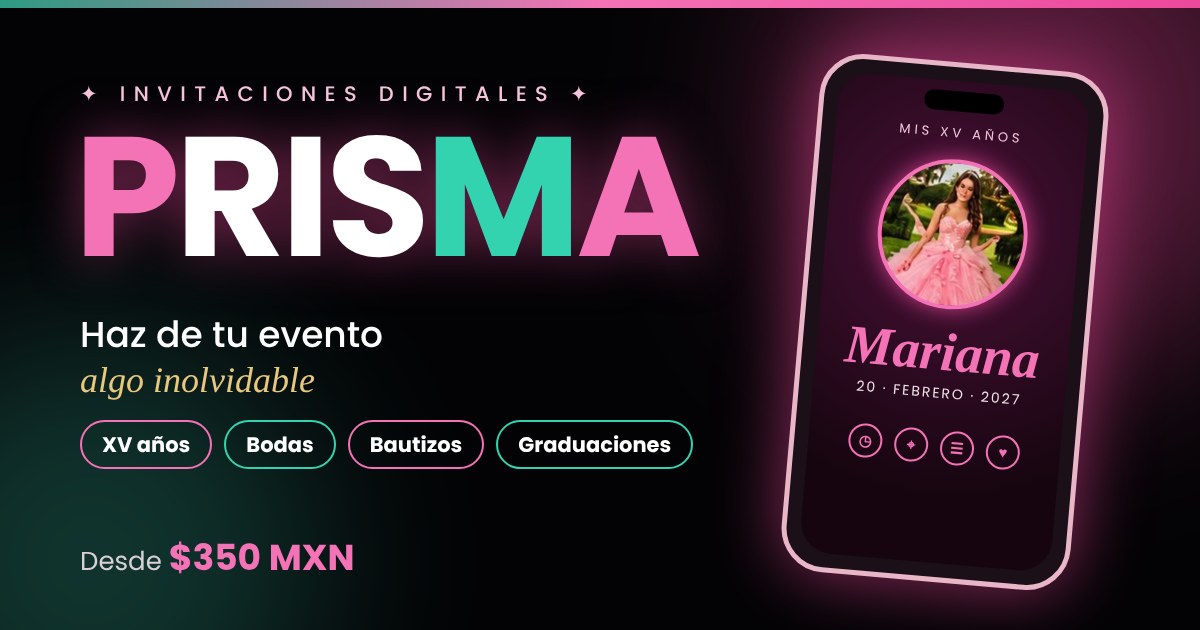 ✦ INVITACIONES DIGITALES ✦
PRISMA
Haz de tu evento
algo inolvidable
XV años Bodas Bautizos Graduaciones
Desde $350 MXN
MIS XV AÑOS
Mariana
20 · FEBRERO · 2027